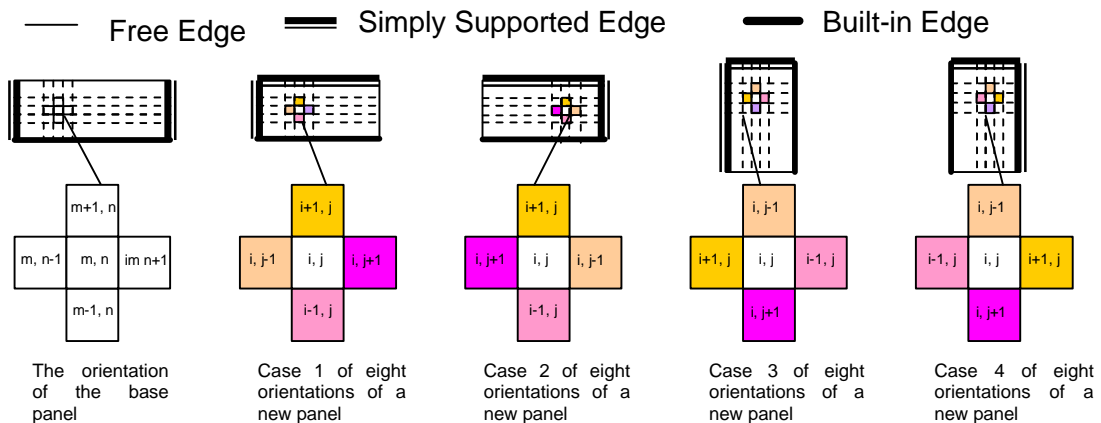 Free Edge
Simply Supported Edge
Built-in Edge
m+1, n
m, n-1
m, n
im n+1
m-1, n
i+1, j
i, j-1
i, j
i, j+1
i-1, j
i+1, j
i, j+1
i, j
i, j-1
i-1, j
i, j-1
i+1, j
i, j
i-1, j
i, j+1
i, j-1
i-1, j
i, j
i+1, j
i, j+1
The orientation
of the base
panel
Case 1 of eight
orientations of a
new panel
Case 2 of eight
orientations of a
new panel
Case 3 of eight
orientations of a
new panel
Case 4 of eight
orientations of a
new panel